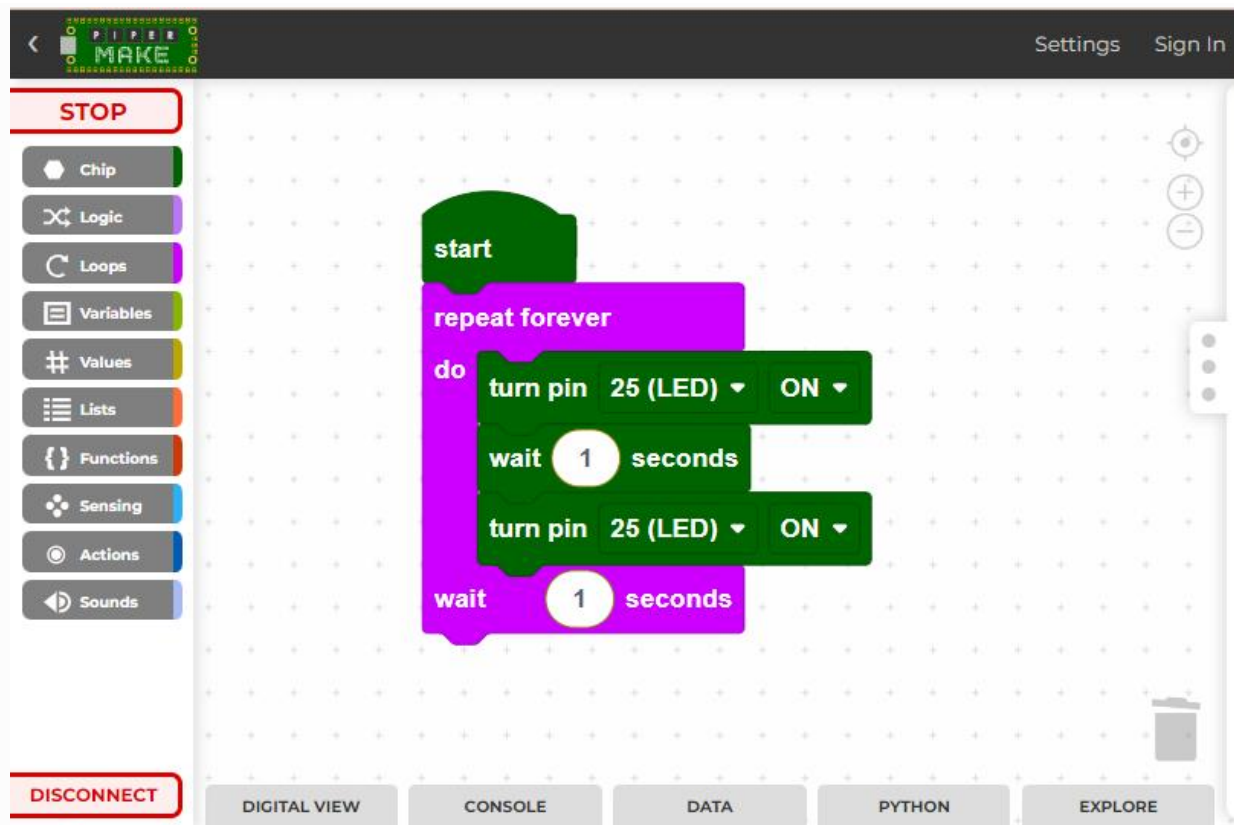 PIPER
MAKE
Settings Sign In
STOP
Chip
Logic
Loops
Variables
Values
Lists
Functions
Sensing
Actions
Sounds
DISCONNECT
start
repeat forever
do
turn pin 25 (LED) ON
wait 1 seconds
turn pin 25 (LED) ON
wait 1 seconds
DIGITAL VIEW CONSOLE DATA PYTHON EXPLORE